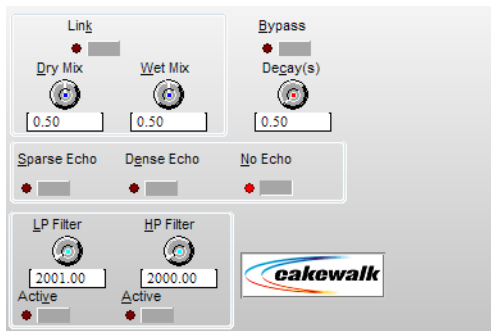 Link Bypass
Dry Mix Wet Mix Decay(s)
0.50 0.50 0.50
Sparse Echo Dense Echo No Echo
LP Filter HP Filter
2001.00 2000.00
cakewalk
Active Active